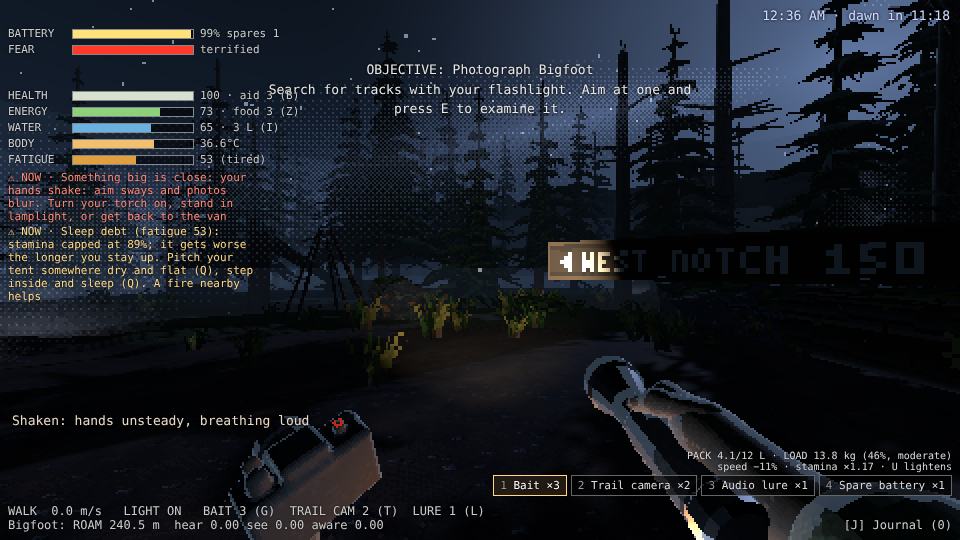 12:36 AM · dawn in 11:18
BATTERY 99% spares 1
FEAR terrified
OBJECTIVE: Photograph Bigfoot
Search for tracks with your flashlight. Aim at one and
press E to examine it.
HEALTH 100 · aid 3 (B)
ENERGY 73 · food 3 (Z)
WATER 65 · 3 L (I)
BODY 36.6°C
FATIGUE 53 (tired)
⚠ NOW · Something big is close: your
hands shake: aim sways and photos
blur. Turn your torch on, stand in
lamplight, or get back to the van
⚠ NOW · Sleep debt (fatigue 53):
stamina capped at 89%; it gets worse
the longer you stay up. Pitch your
tent somewhere dry and flat (Q), step
inside and sleep (Q). A fire nearby
helps
NOTCH 150
Shaken: hands unsteady, breathing loud
PACK 4.1/12 L · LOAD 13.8 kg (46%, moderate)
speed −11% · stamina ×1.17 · U lightens
1 Bait ×3 2 Trail camera ×2 3 Audio lure ×1 4 Spare battery ×1
WALK 0.0 m/s LIGHT ON BAIT 3 (G) TRAIL CAM 2 (T) LURE 1 (L)
Bigfoot: ROAM 240.5 m hear 0.00 see 0.00 aware 0.00
[J] Journal (0)